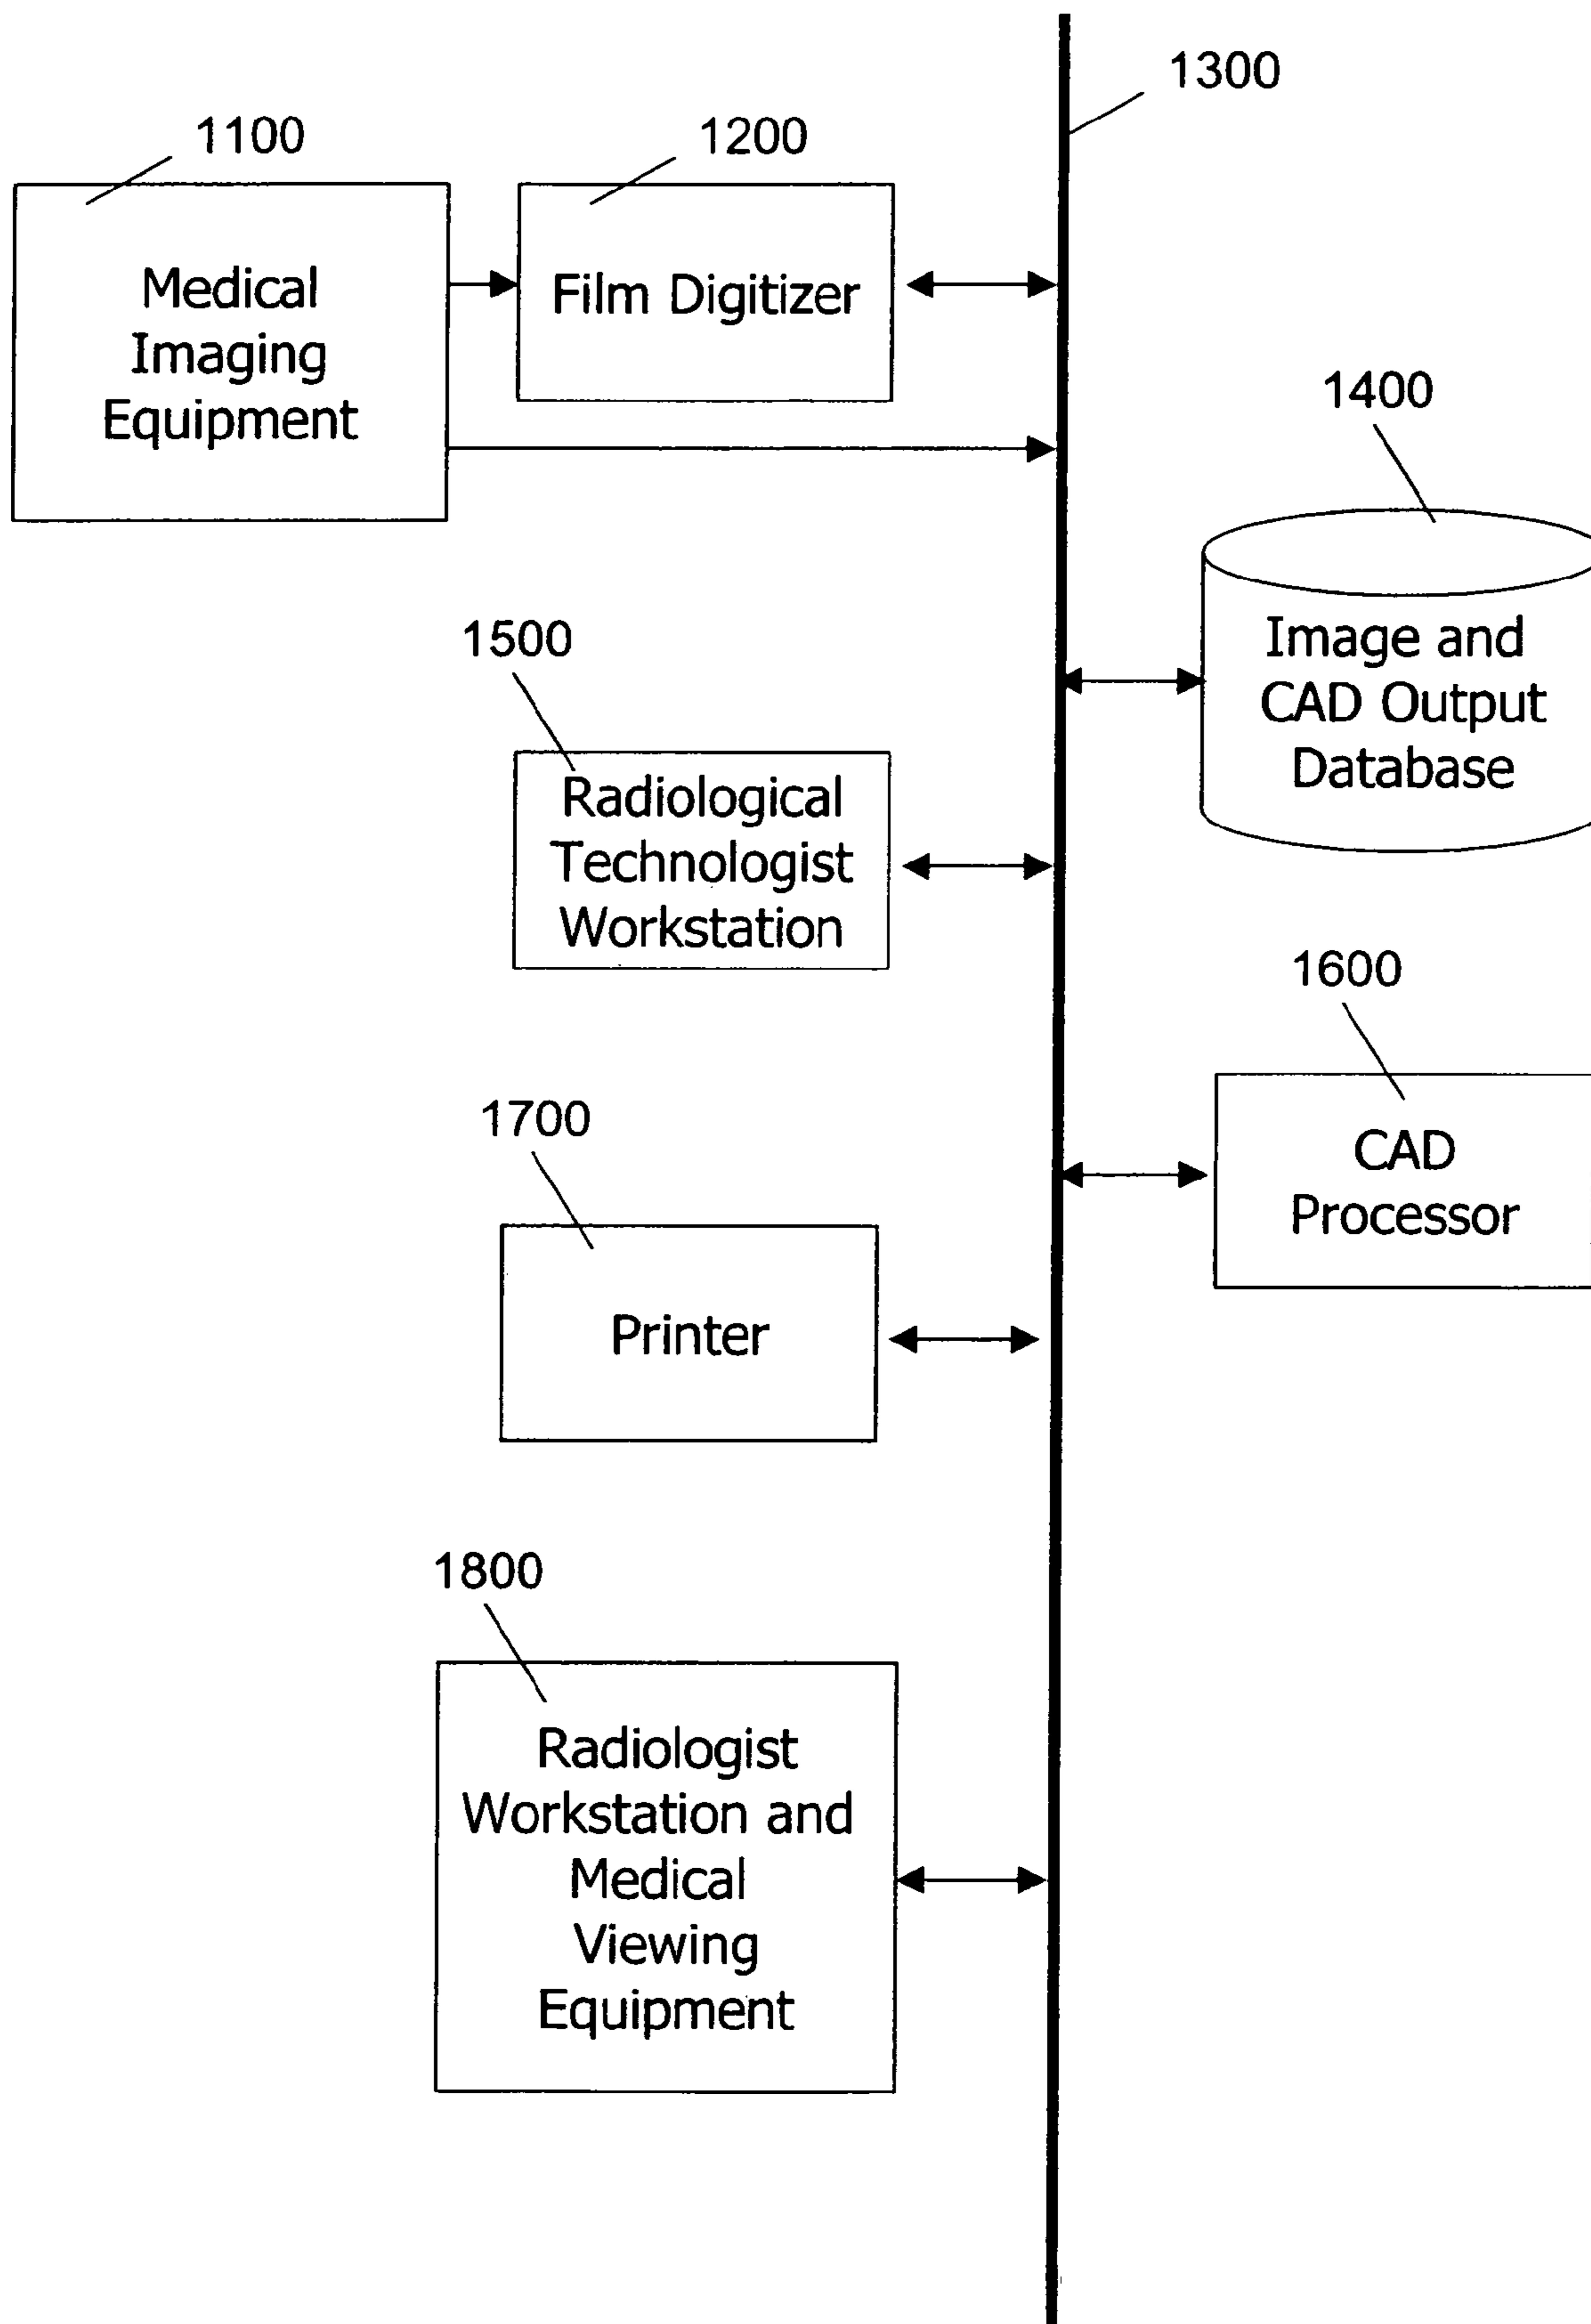 1300
1100
1200
Medical
Imaging
Equipment
Film Digitizer
1400
Image and
CAD Output
Database
1500
Radiological
Technologist
Workstation
1600
CAD
Processor
1700
Printer
1800
Radiologist
Workstation and
Medical
Viewing
Equipment